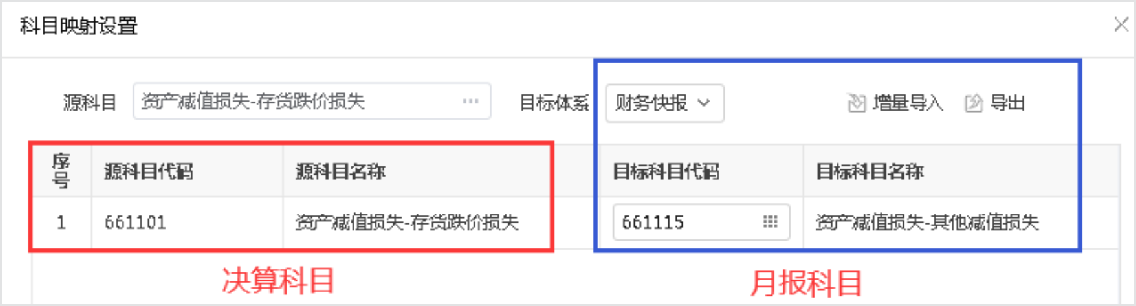 科目映射设置
源科目 资产减值损失-存货跌价损失 ... 目标体系 财务快报 增量导入 导出
序号 源科目代码 源科目名称 目标科目代码 目标科目名称
1 661101 资产减值损失-存货跌价损失 661115 资产减值损失-其他减值损失
决算科目 月报科目